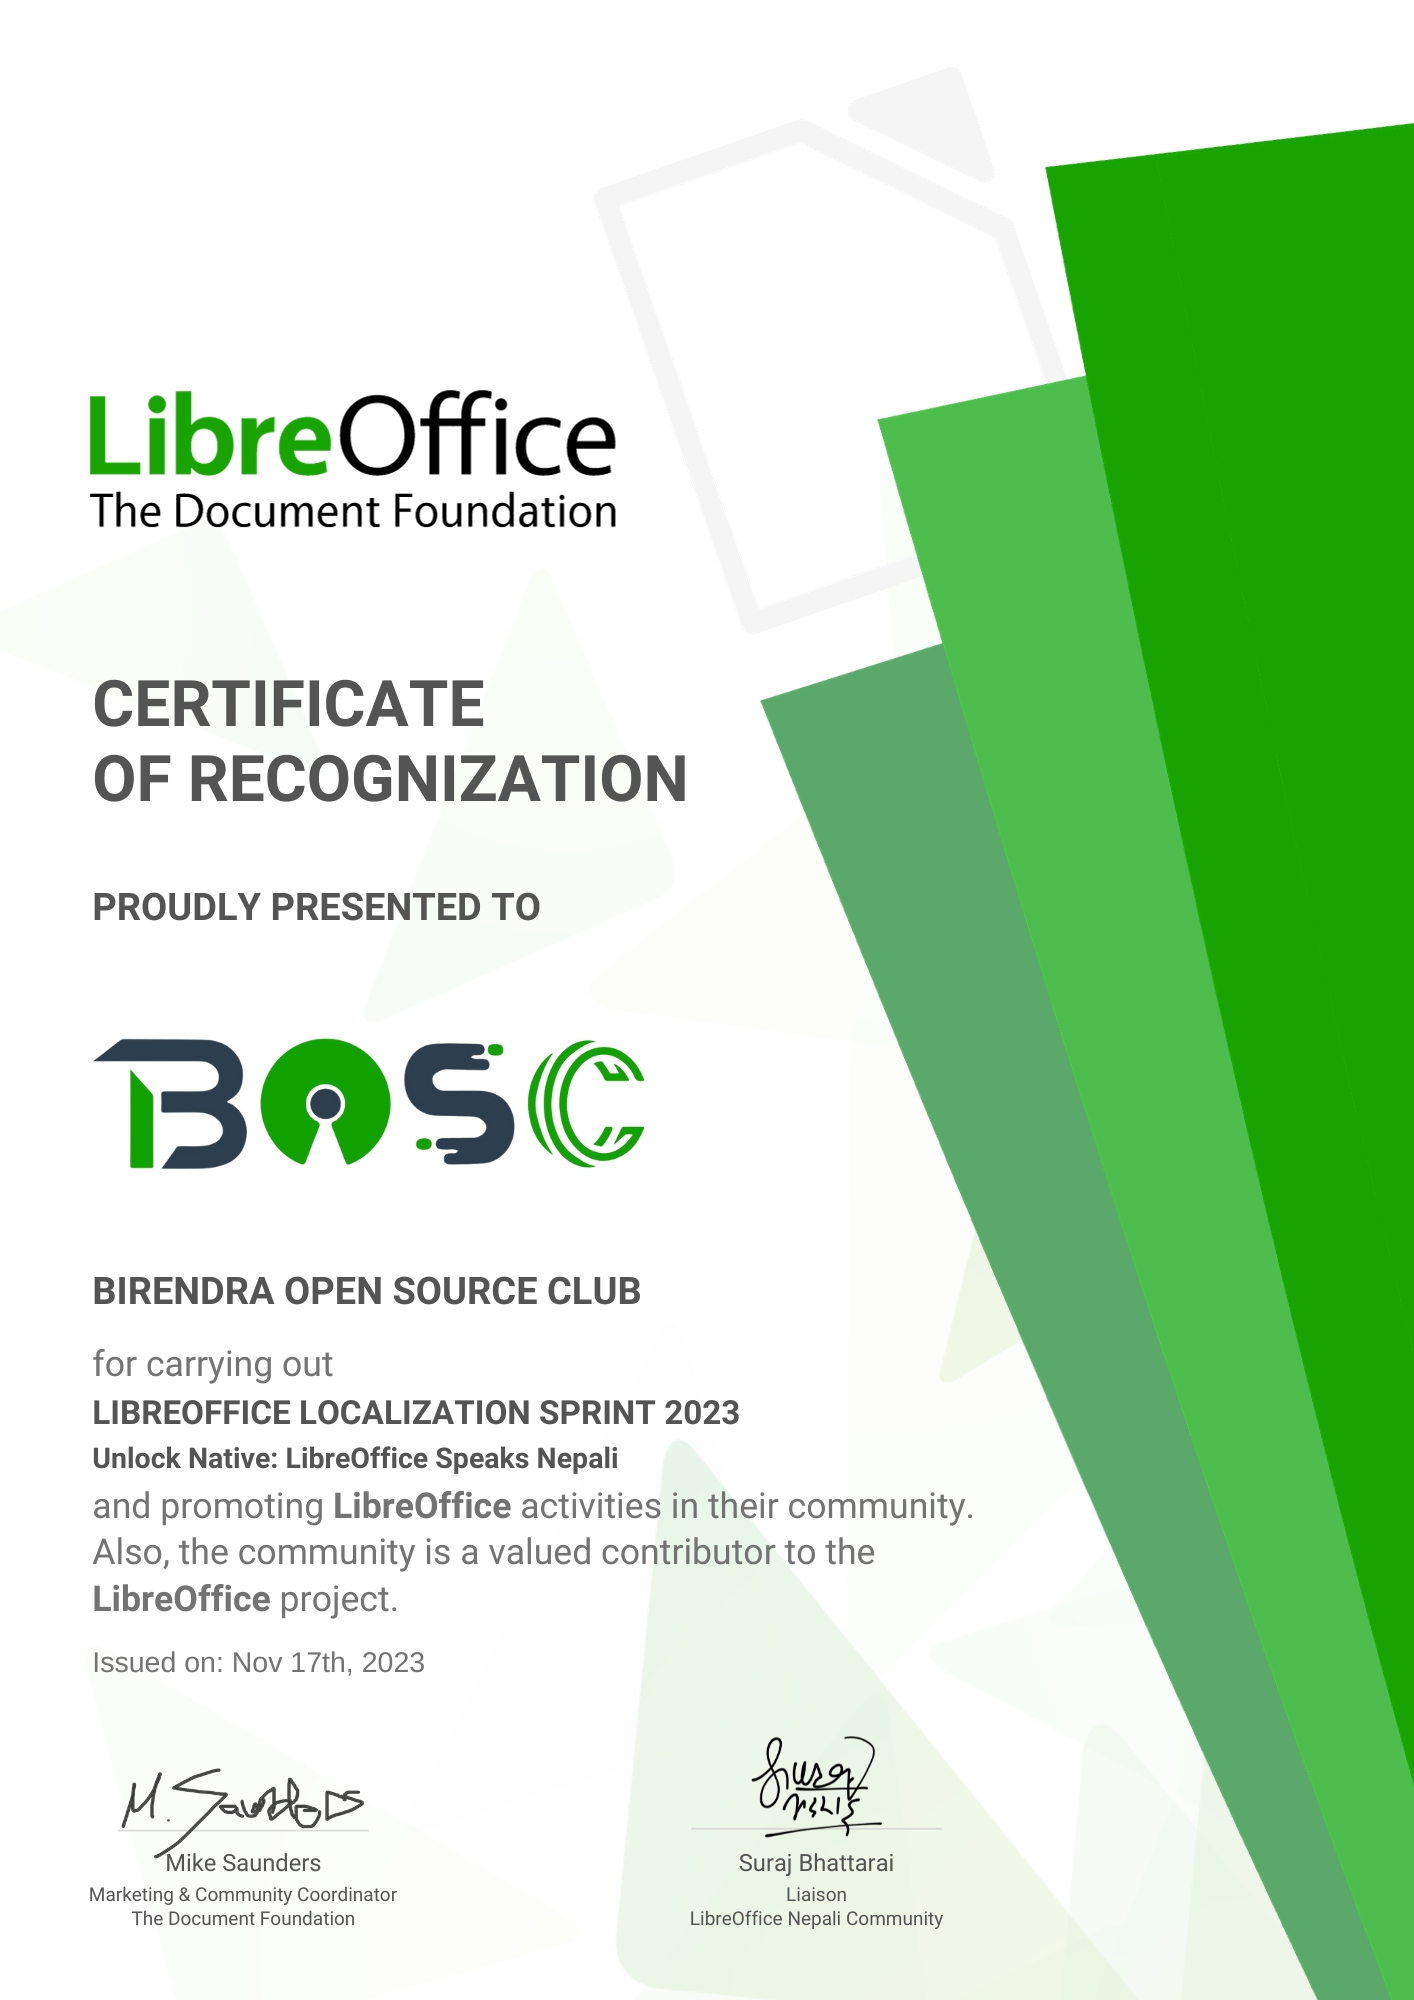 LibreOffice
The Document Foundation
CERTIFICATE
OF RECOGNIZATION
PROUDLY PRESENTED TO
BOSC
BIRENDRA OPEN SOURCE CLUB
for carrying out
LIBREOFFICE LOCALIZATION SPRINT 2023
Unlock Native: LibreOffice Speaks Nepali
and promoting LibreOffice activities in their community.
Also, the community is a valued contributor to the
LibreOffice project.
Issued on: Nov 17th, 2023
M. Saunders
Mike Saunders
Marketing & Community Coordinator
The Document Foundation
Suraj
Suraj Bhattarai
Liaison
LibreOffice Nepali Community